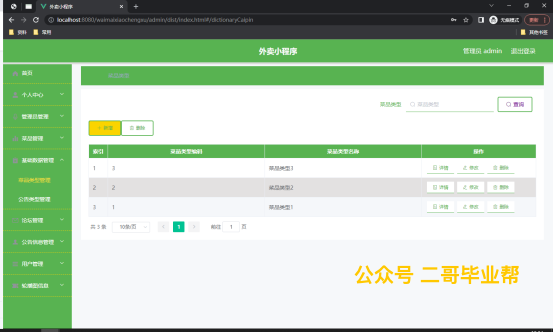 外卖小程序
localhost:8080/waimaixiaochengxu/admin/dist/index.html#/dictionaryCaipin
无痕模式
资料
常用
其他书签
外卖小程序
管理员 admin
退出登录
首页
个人中心
管理员管理
菜品管理
基础数据管理
菜品类型管理
公告类型管理
论坛管理
公告信息管理
用户管理
轮播图信息
菜品类型
菜品类型
菜品类型
查询
新增
删除
索引 菜品类型编码 菜品类型名称 操作
1 3 菜品类型3 详情 修改 删除
2 2 菜品类型2 详情 修改 删除
3 1 菜品类型1 详情 修改 删除
共 3 条 10条/页 1 前往 1 页
公众号 二哥毕业帮